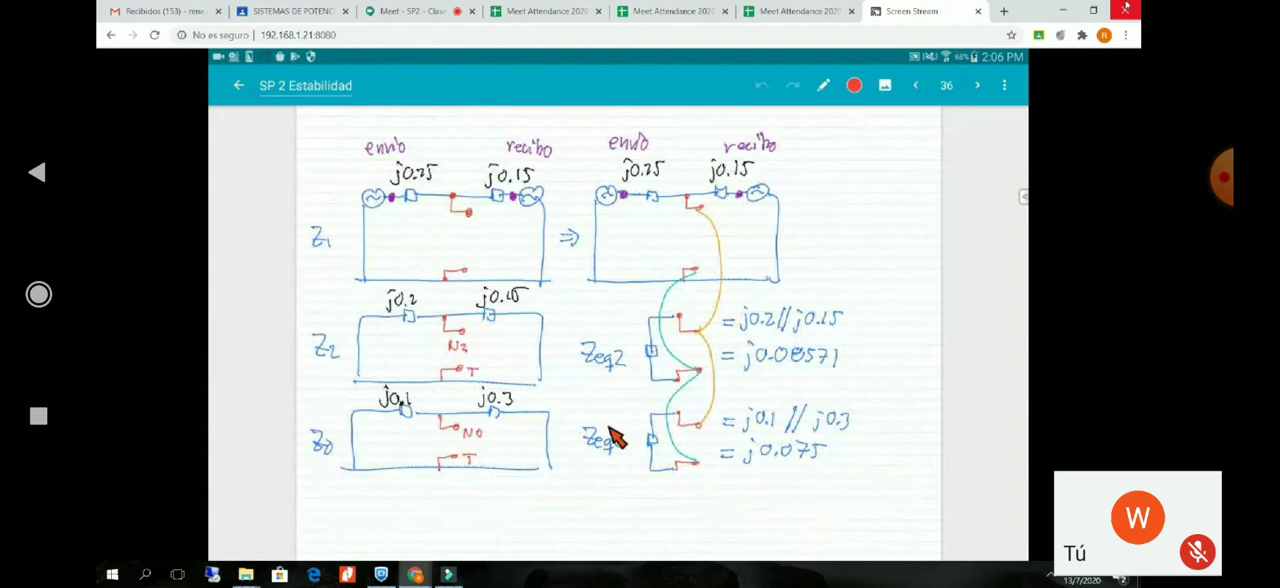 Recibidos (153) - rene
SISTEMAS DE POTENC
Meet - SP2 - Clas
Meet Attendance 2020
Meet Attendance 2020
Meet Attendance 2020
Screen Stream
No es seguro | 192.168.1.21:8080
R
68% 2:06 PM
SP 2 Estabilidad
36
envio recibo envio recibo
j0.25 j0.15 j0.25 j0.15
Z1 ⇒
j0.2 j0.15
= j0.2//j0.15
Z2 N2 T Zeq2 = j0.08571
j0.1 j0.3
= j0.1 // j0.3
Z0 N0 T Zeq = j0.075
W
Tú
13/7/2020
2